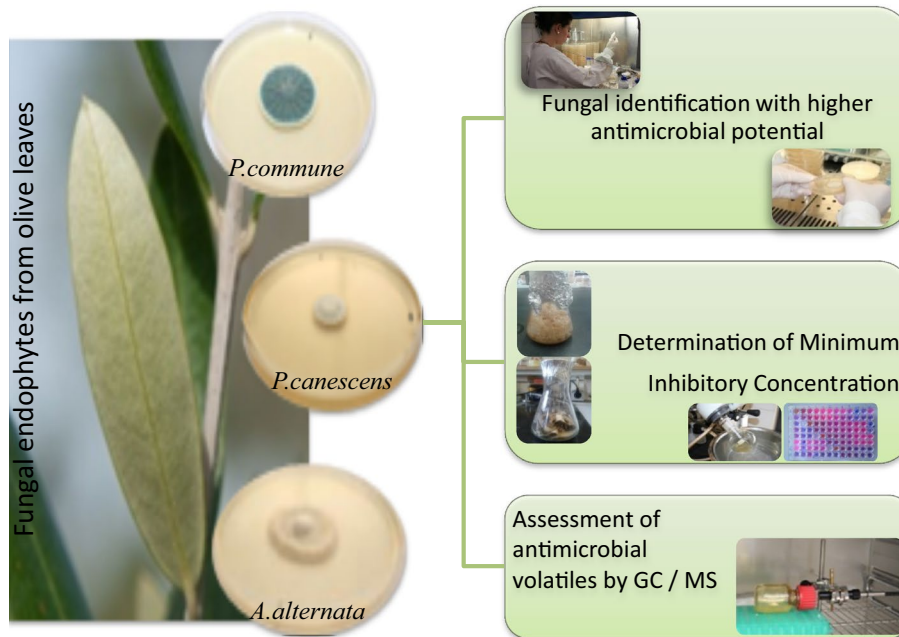 Fungal endophytes from olive leaves
P.commune
P.canescens
A.alternata
Fungal identification with higher
antimicrobial potential
Determination of Minimum
Inhibitory Concentration
Assessment of
antimicrobial
volatiles by GC / MS